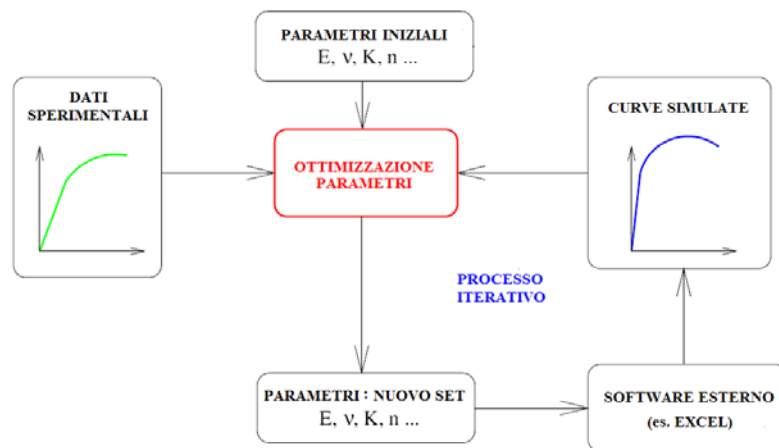 PARAMETRI INIZIALI
E, ν, K, n ...
DATI
SPERIMENTALI
CURVE SIMULATE
OTTIMIZZAZIONE
PARAMETRI
PROCESSO
ITERATIVO
PARAMETRI : NUOVO SET
E, ν, K, n ...
SOFTWARE ESTERNO
(es. EXCEL)